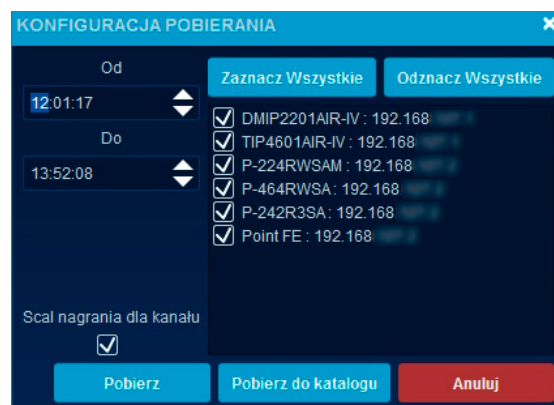 KONFIGURACJA POBIERANIA
Od
12:01:17
Do
13:52:08
Scal nagrania dla kanału
Zaznacz Wszystkie
Odznacz Wszystkie
DMIP2201AIR-IV : 192.168
TIP4601AIR-IV : 192.168
P-224RWSAM : 192.168
P-464RWSA : 192.168
P-242R3SA : 192.168
Point FE : 192.168
Pobierz
Pobierz do katalogu
Anuluj